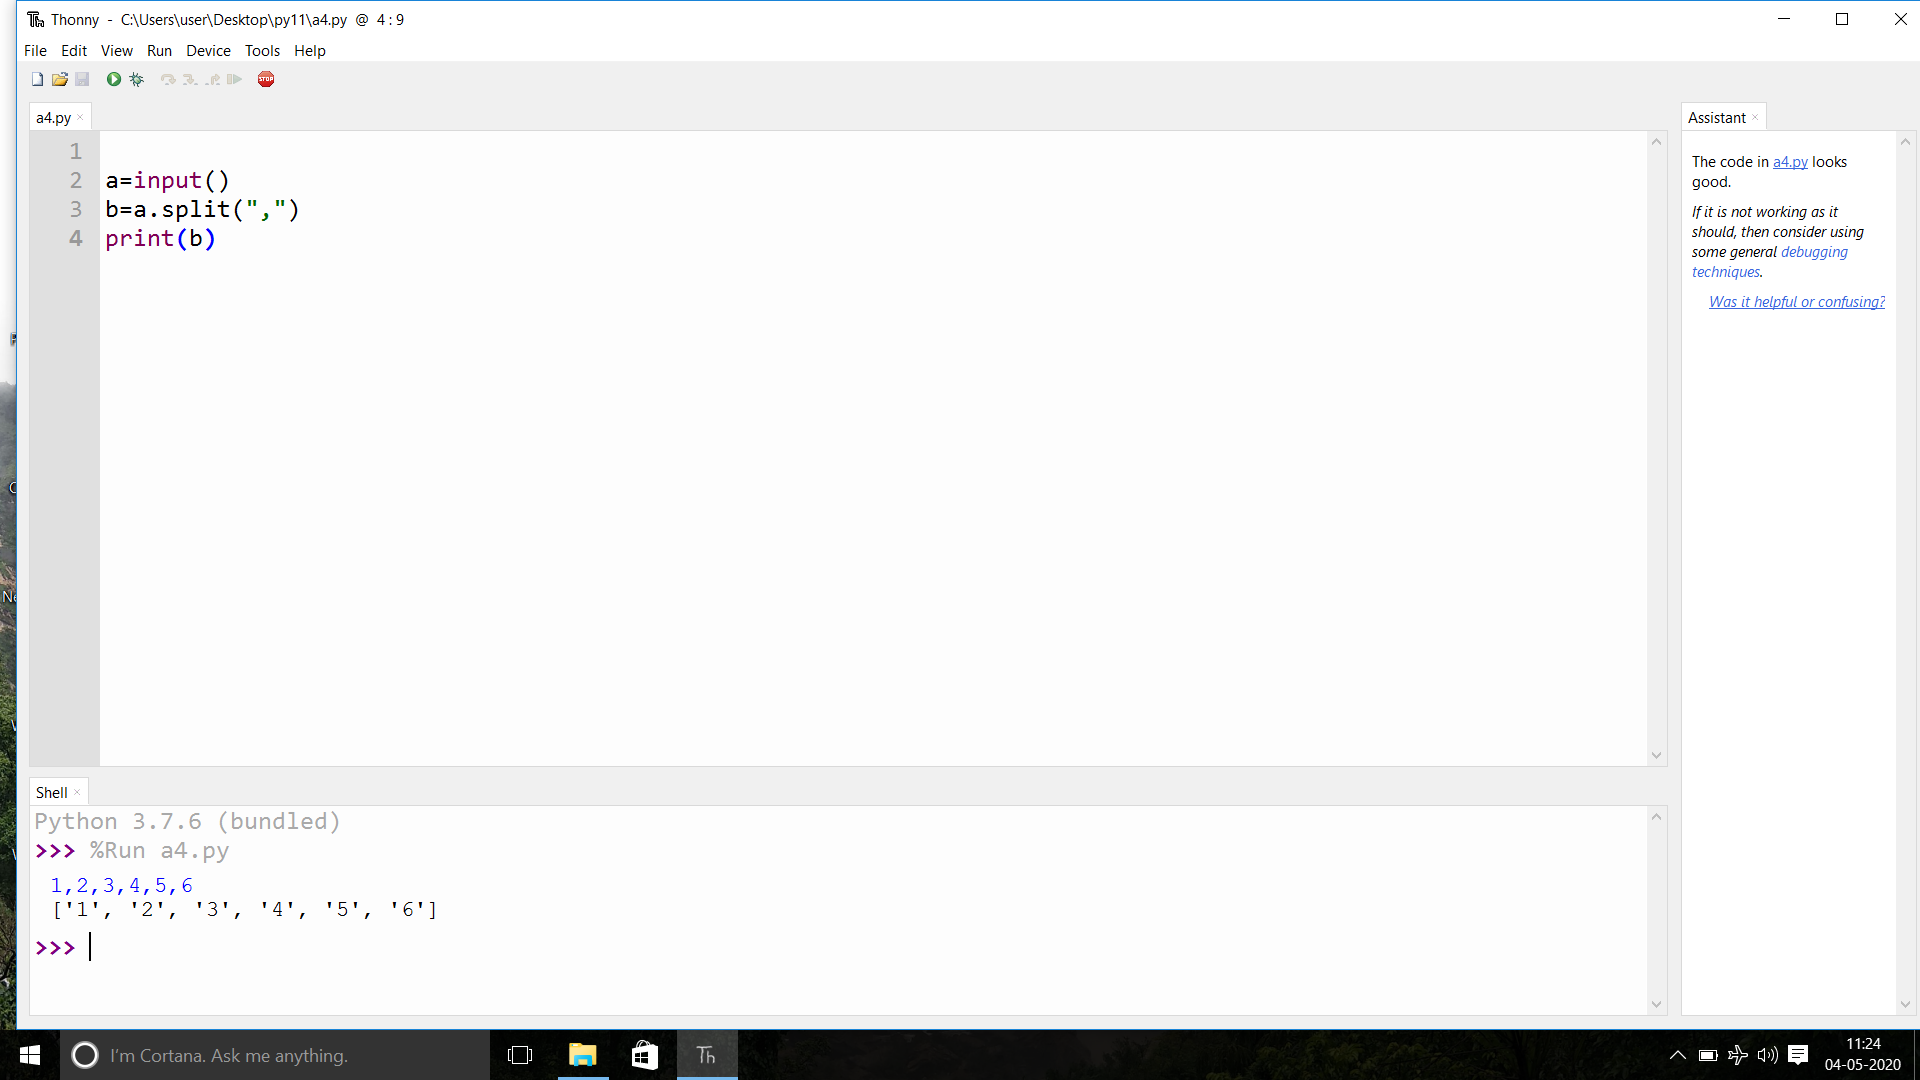 Thonny - C:\Users\user\Desktop\py11\a4.py @ 4 : 9
File Edit View Run Device Tools Help
STOP
a4.py ×
1
2 a=input()
3 b=a.split(",")
4 print(b)
Assistant ×
The code in a4.py looks
good.
If it is not working as it
should, then consider using
some general debugging
techniques.
Was it helpful or confusing?
Shell ×
Python 3.7.6 (bundled)
>>> %Run a4.py
1,2,3,4,5,6
['1', '2', '3', '4', '5', '6']
>>>
I'm Cortana. Ask me anything.
Th
11:24
04-05-2020